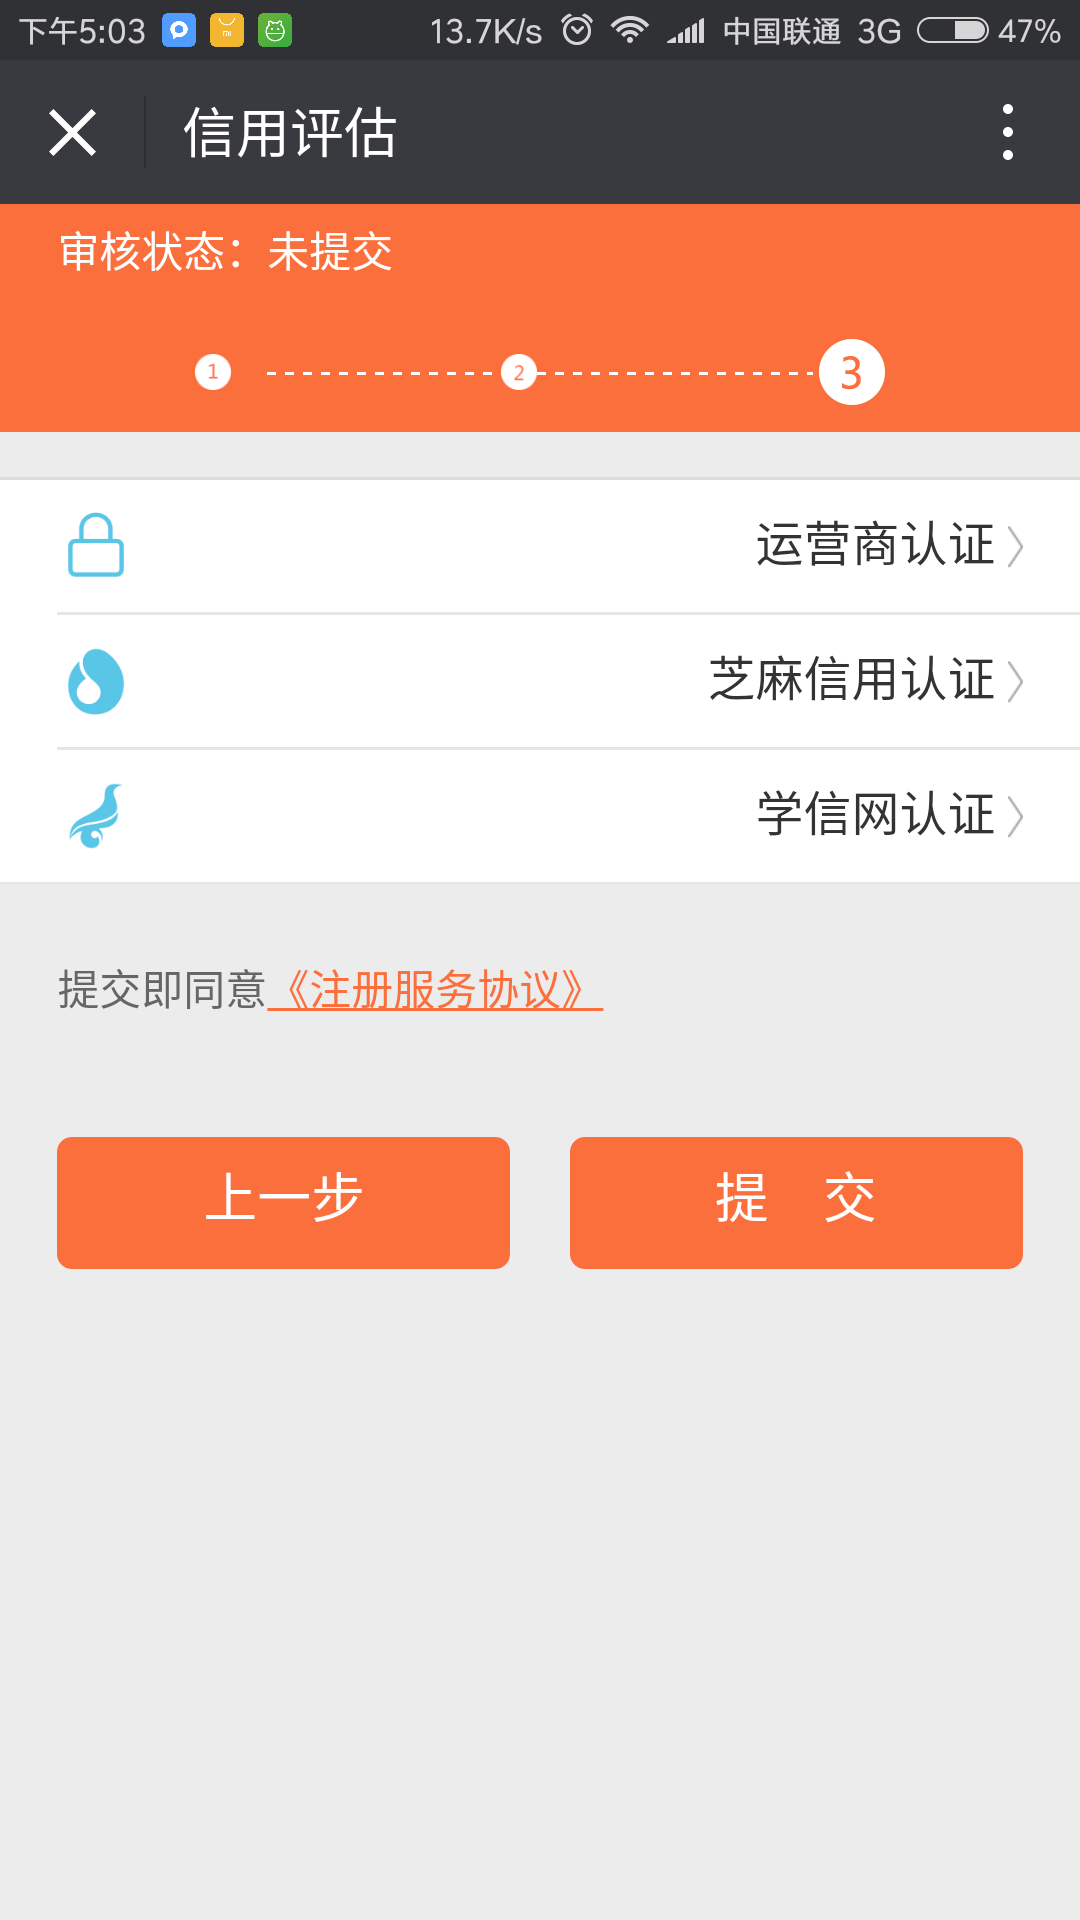 下午5:03 13.7K/s 中国联通 3G 47%
信用评估
审核状态：未提交
1 2 3
运营商认证
芝麻信用认证
学信网认证
提交即同意《注册服务协议》
上一步 提 交